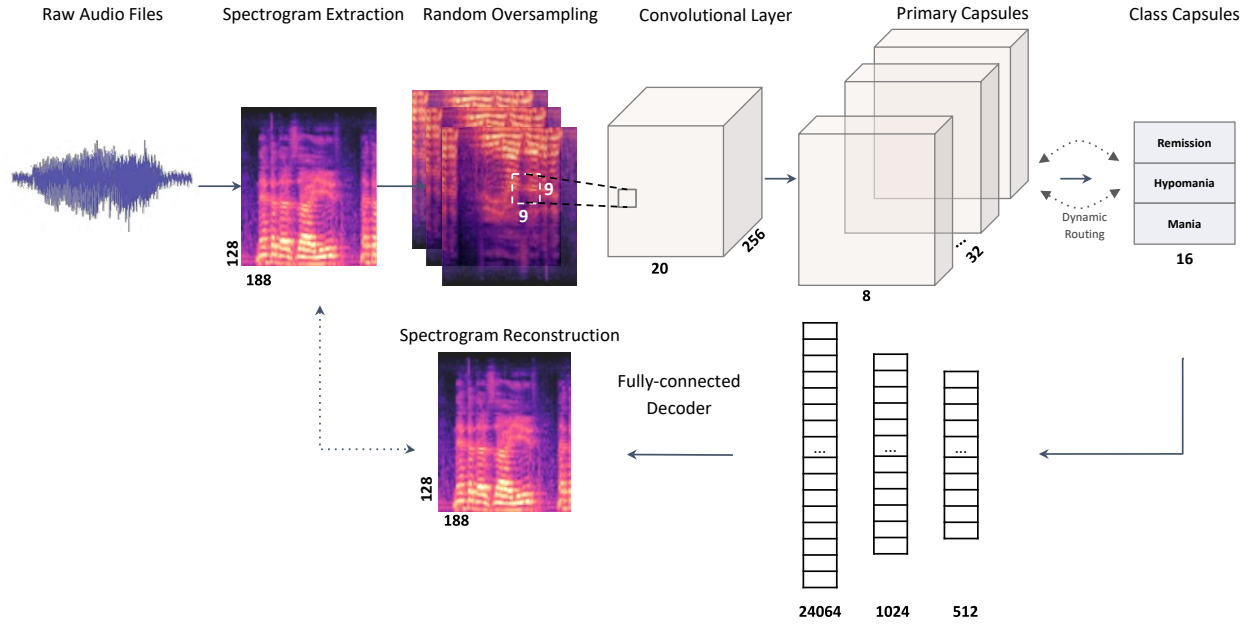 Raw Audio Files
Spectrogram Extraction
Random Oversampling
Convolutional Layer
Primary Capsules
Class Capsules
128
188
9
9
20
256
8
...
32
Dynamic
Routing
Remission
Hypomania
Mania
16
Spectrogram Reconstruction
128
188
Fully-connected
Decoder
...
...
...
24064
1024
512